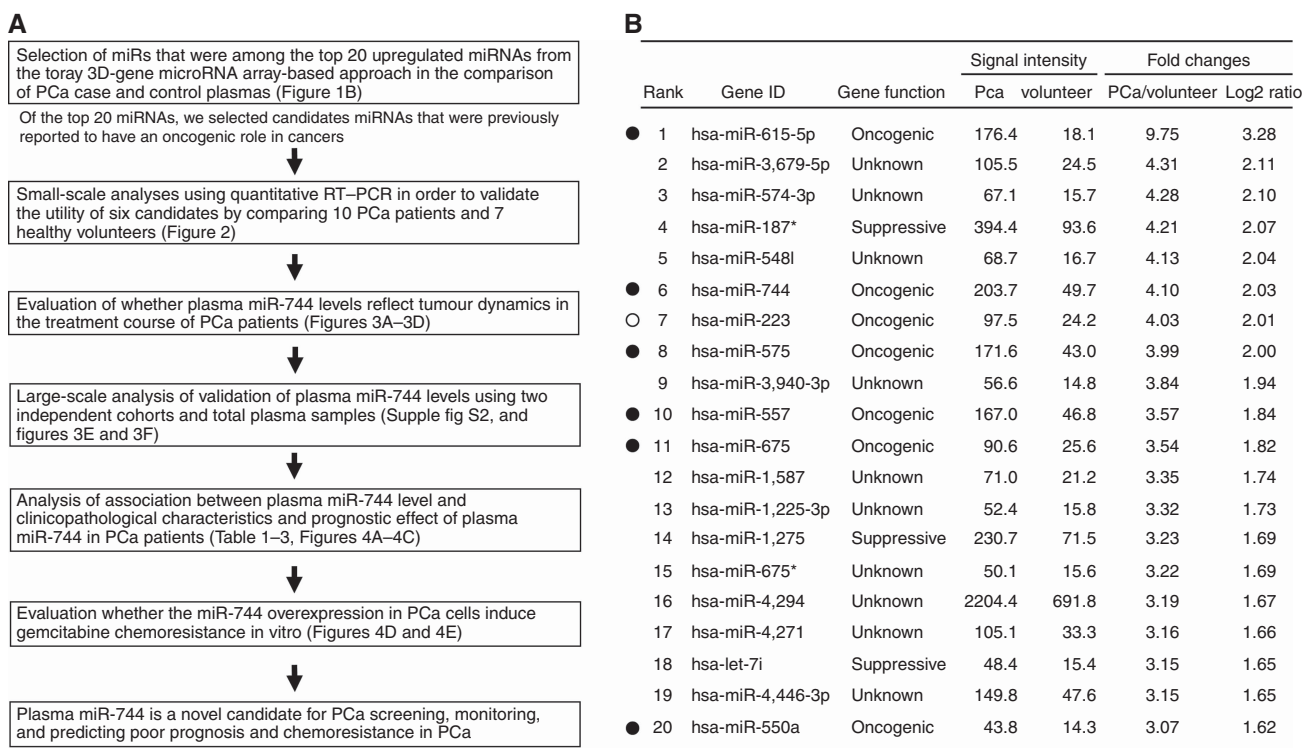 A
Selection of miRs that were among the top 20 upregulated miRNAs from
the toray 3D-gene microRNA array-based approach in the comparison
of PCa case and control plasmas (Figure 1B)
Of the top 20 miRNAs, we selected candidates miRNAs that were previously
reported to have an oncogenic role in cancers
Small-scale analyses using quantitative RT–PCR in order to validate
the utility of six candidates by comparing 10 PCa patients and 7
healthy volunteers (Figure 2)
Evaluation of whether plasma miR-744 levels reflect tumour dynamics in
the treatment course of PCa patients (Figures 3A–3D)
Large-scale analysis of validation of plasma miR-744 levels using two
independent cohorts and total plasma samples (Supple fig S2, and
figures 3E and 3F)
Analysis of association between plasma miR-744 level and
clinicopathological characteristics and prognostic effect of plasma
miR-744 in PCa patients (Table 1–3, Figures 4A–4C)
Evaluation whether the miR-744 overexpression in PCa cells induce
gemcitabine chemoresistance in vitro (Figures 4D and 4E)
Plasma miR-744 is a novel candidate for PCa screening, monitoring,
and predicting poor prognosis and chemoresistance in PCa
B
Signal intensity Fold changes
Rank Gene ID Gene function Pca volunteer PCa/volunteer Log2 ratio
● 1 hsa-miR-615-5p Oncogenic 176.4 18.1 9.75 3.28
2 hsa-miR-3,679-5p Unknown 105.5 24.5 4.31 2.11
3 hsa-miR-574-3p Unknown 67.1 15.7 4.28 2.10
4 hsa-miR-187* Suppressive 394.4 93.6 4.21 2.07
5 hsa-miR-548l Unknown 68.7 16.7 4.13 2.04
● 6 hsa-miR-744 Oncogenic 203.7 49.7 4.10 2.03
○ 7 hsa-miR-223 Oncogenic 97.5 24.2 4.03 2.01
● 8 hsa-miR-575 Oncogenic 171.6 43.0 3.99 2.00
9 hsa-miR-3,940-3p Unknown 56.6 14.8 3.84 1.94
● 10 hsa-miR-557 Oncogenic 167.0 46.8 3.57 1.84
● 11 hsa-miR-675 Oncogenic 90.6 25.6 3.54 1.82
12 hsa-miR-1,587 Unknown 71.0 21.2 3.35 1.74
13 hsa-miR-1,225-3p Unknown 52.4 15.8 3.32 1.73
14 hsa-miR-1,275 Suppressive 230.7 71.5 3.23 1.69
15 hsa-miR-675* Unknown 50.1 15.6 3.22 1.69
16 hsa-miR-4,294 Unknown 2204.4 691.8 3.19 1.67
17 hsa-miR-4,271 Unknown 105.1 33.3 3.16 1.66
18 hsa-let-7i Suppressive 48.4 15.4 3.15 1.65
19 hsa-miR-4,446-3p Unknown 149.8 47.6 3.15 1.65
● 20 hsa-miR-550a Oncogenic 43.8 14.3 3.07 1.62